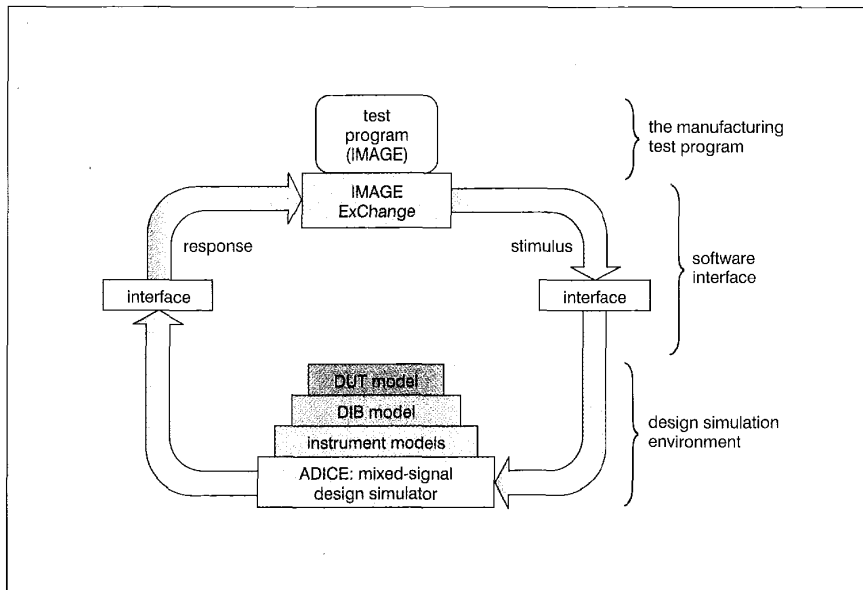 test
program
(IMAGE)
the manufacturing
test program
IMAGE
ExChange
response
stimulus
software
interface
interface
interface
DUT model
DIB model
instrument models
design simulation
environment
ADICE: mixed-signal
design simulator